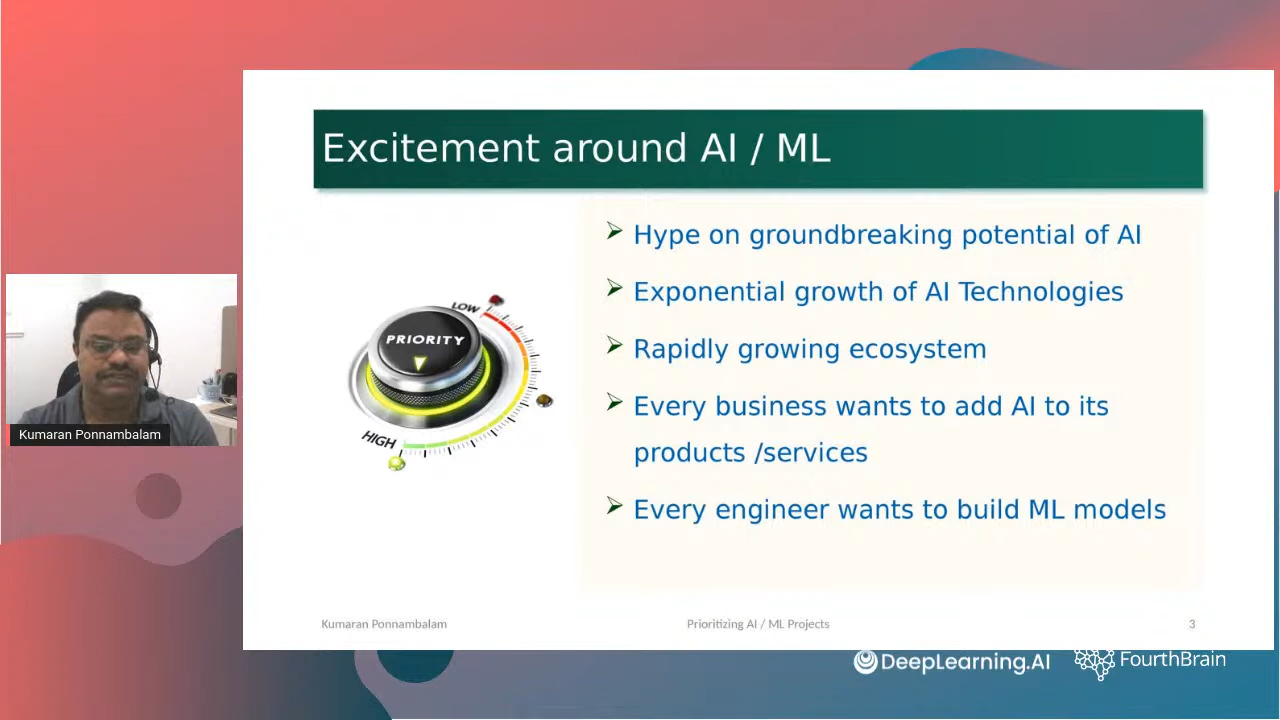 Excitement around AI / ML
Hype on groundbreaking potential of AI
Exponential growth of AI Technologies
Rapidly growing ecosystem
Every business wants to add AI to its
products /services
Every engineer wants to build ML models
LOW
PRIORITY
HIGH
Kumaran Ponnambalam
Kumaran Ponnambalam
Prioritizing AI / ML Projects
3
DeepLearning.AI
FourthBrain